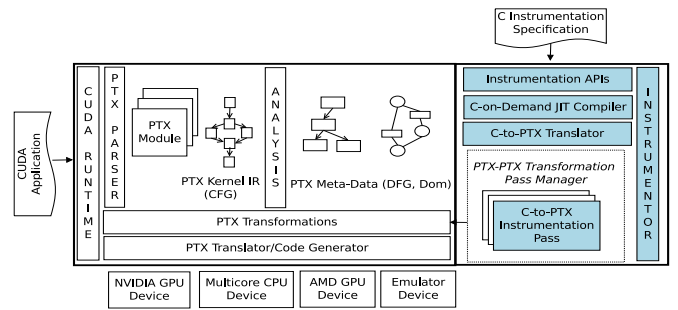 C Instrumentation
Specification
CUDA
Application
CUDA RUNTIME
PTX PARSER
PTX
Module
PTX Kernel IR
(CFG)
ANALYSIS
PTX Meta-Data (DFG, Dom)
PTX Transformations
PTX Translator/Code Generator
Instrumentation APIs
C-on-Demand JIT Compiler
C-to-PTX Translator
PTX-PTX Transformation
Pass Manager
C-to-PTX
Instrumentation
Pass
INSTRUMENTOR
NVIDIA GPU
Device
Multicore CPU
Device
AMD GPU
Device
Emulator
Device